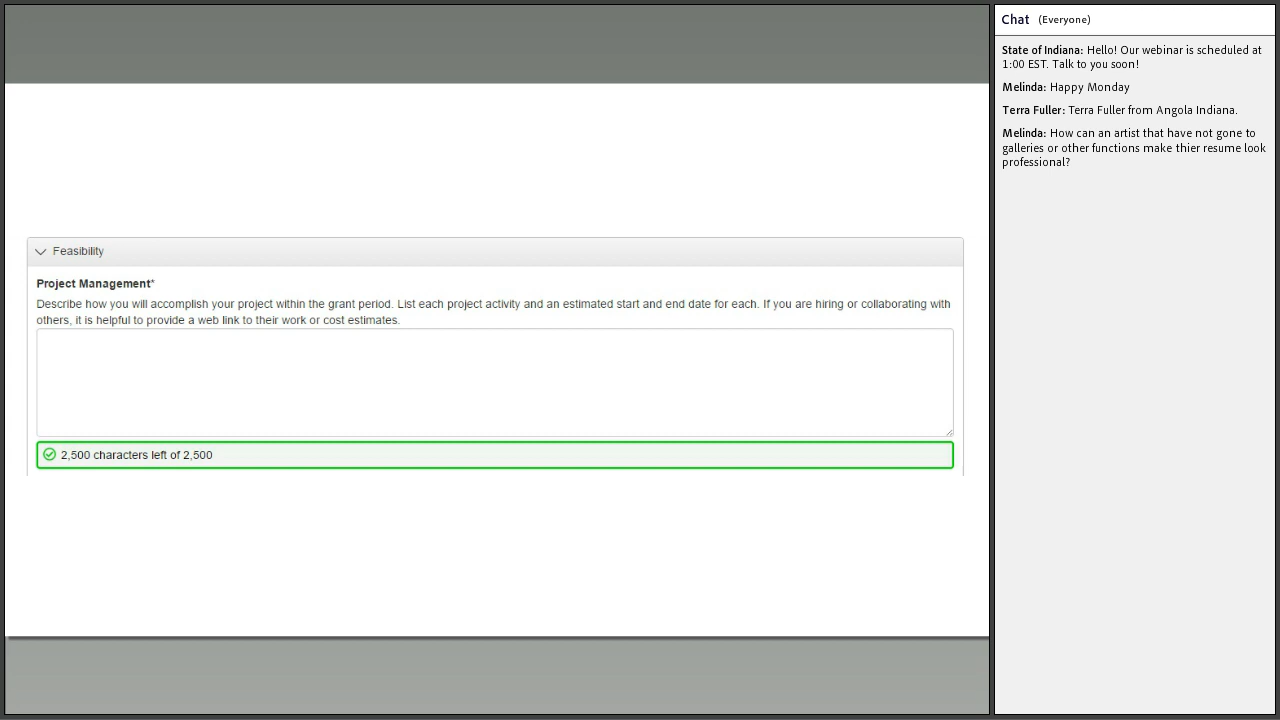 Feasibility
Project Management*
Describe how you will accomplish your project within the grant period. List each project activity and an estimated start and end date for each. If you are hiring or collaborating with
others, it is helpful to provide a web link to their work or cost estimates.
2,500 characters left of 2,500
Chat (Everyone)
State of Indiana: Hello! Our webinar is scheduled at
1:00 EST. Talk to you soon!
Melinda: Happy Monday
Terra Fuller: Terra Fuller from Angola Indiana.
Melinda: How can an artist that have not gone to
galleries or other functions make thier resume look
professional?